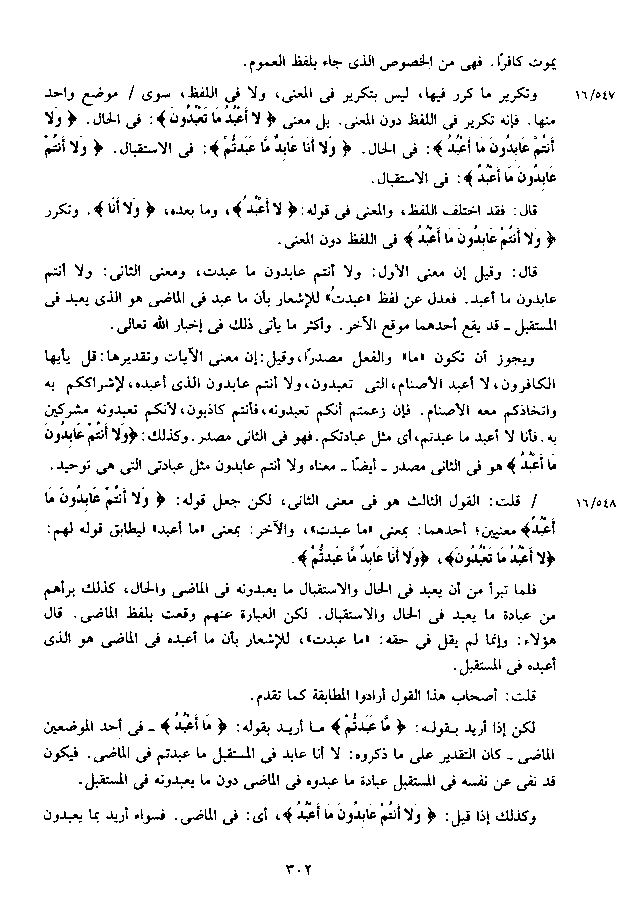 يموت كافرًا. فهى من الخصوص الذى جاء بلفظ العموم.
١٦/٥٤٧ وتكرير ما كرر فيها، ليس بتكرير فى المعنى، ولا فى اللفظ، سوى / موضع واحد
منها. فإنه تكرير فى اللفظ دون المعنى. بل معنى ﴿ لا أَعْبُدُ مَا تَعْبُدُونَ ﴾: فى الحال. ﴿ وَلا
أَنتُمْ عَابِدُونَ مَا أَعْبُدُ ﴾: فى الحال. ﴿ وَلا أَنَا عَابِدٌ مَّا عَبَدتُّمْ ﴾: فى الاستقبال. ﴿ وَلا أَنتُمْ
عَابِدُونَ مَا أَعْبُدُ ﴾: فى الاستقبال.
قال: فقد اختلف اللفظ، والمعنى فى قوله: ﴿ لا أَعْبُدُ ﴾، وما بعده، ﴿ وَلا أَنَا ﴾. وتكرر
﴿ وَلا أَنتُمْ عَابِدُونَ مَا أَعْبُدُ ﴾ فى اللفظ دون المعنى.
قال: وقيل إن معنى الأول: ولا أنتم عابدون ما عبدت، ومعنى الثانى: ولا أنتم
عابدون ما أعبد. فعدل عن لفظ «عبدتُ» للإشعار بأن ما عبد فى الماضى هو الذى يعبد فى
المستقبل ـ قد يقع أحدهما موقع الآخر. وأكثر ما يأتى ذلك فى إخبار الله تعالى.
ويجوز أن تكون «ما» والفعل مصدرًا، وقيل: إن معنى الآيات وتقديرها: قل يأيها
الكافرون، لا أعبد الأصنام، التى تعبدون، ولا أنتم عابدون الذى أعبده، لإشراككم به
واتخاذكم معه الأصنام. فإن زعمتم أنكم تعبدونه، فأنتم كاذبون، لأنكم تعبدونه مشركين
به. فأنا لا أعبد ما عبدتم، أى مثل عبادتكم. فهو فى الثانى مصدر. وكذلك: ﴿وَلا أَنتُمْ عَابِدُونَ
مَا أَعْبُدُ ﴾ هو فى الثانى مصدر ـ أيضًا ـ معناه ولا أنتم عابدون مثل عبادتى التى هى توحيد.
١٦/٥٤٨ / قلت: القول الثالث هو فى معنى الثانى، لكن جعل قوله: ﴿ وَلا أَنتُمْ عَابِدُونَ مَا
أَعْبُدُ﴾ معنيين؛ أحدهما: بمعنى «ما عبدت»، والآخر: بمعنى «ما أعبد» ليطابق قوله لهم:
﴿لا أَعْبُدُ مَا تَعْبُدُونَ﴾، ﴿وَلا أَنَا عَابِدٌ مَّا عَبَدتُّمْ ﴾.
فلما تبرأ من أن يعبد فى الحال والاستقبال ما يعبدونه فى الماضى والحال، كذلك برأهم
من عبادة ما يعبد فى الحال والاستقبال. لكن العبارة عنهم وقعت بلفظ الماضى. قال
هؤلاء: وإنما لم يقل فى حقه: «ما عبدت»، للإشعار بأن ما أعبده فى الماضى هو الذى
أعبده فى المستقبل.
قلت: أصحاب هذا القول أرادوا المطابقة كما تقدم.
لكن إذا أريد بـقولـه: ﴿ مَّا عَبَدتُّمْ ﴾ مـا أريـد بقوله: ﴿ مَا أَعْبُدُ ﴾ ـ فى أحد الموضعين
الماضى ـ كان التقدير على ما ذكروه: لا أنا عابد فى المستقبل ما عبدتم فى الماضى. فيكون
قد نفى عن نفسه فى المستقبل عبادة ما عبدوه فى الماضى دون ما يعبدونه فى المستقبل.
وكذلك إذا قيل: ﴿ وَلا أَنتُمْ عَابِدُونَ مَا أَعْبُدُ ﴾، أى: فى الماضى. فسواء أريد بما يعبدون
٣٠٢